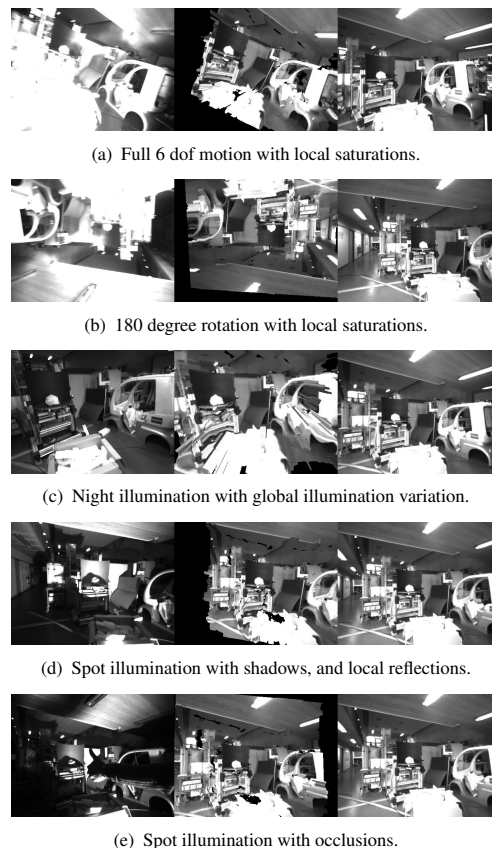 (a) Full 6 dof motion with local saturations.
(b) 180 degree rotation with local saturations.
(c) Night illumination with global illumination variation.
(d) Spot illumination with shadows, and local reflections.
(e) Spot illumination with occlusions.